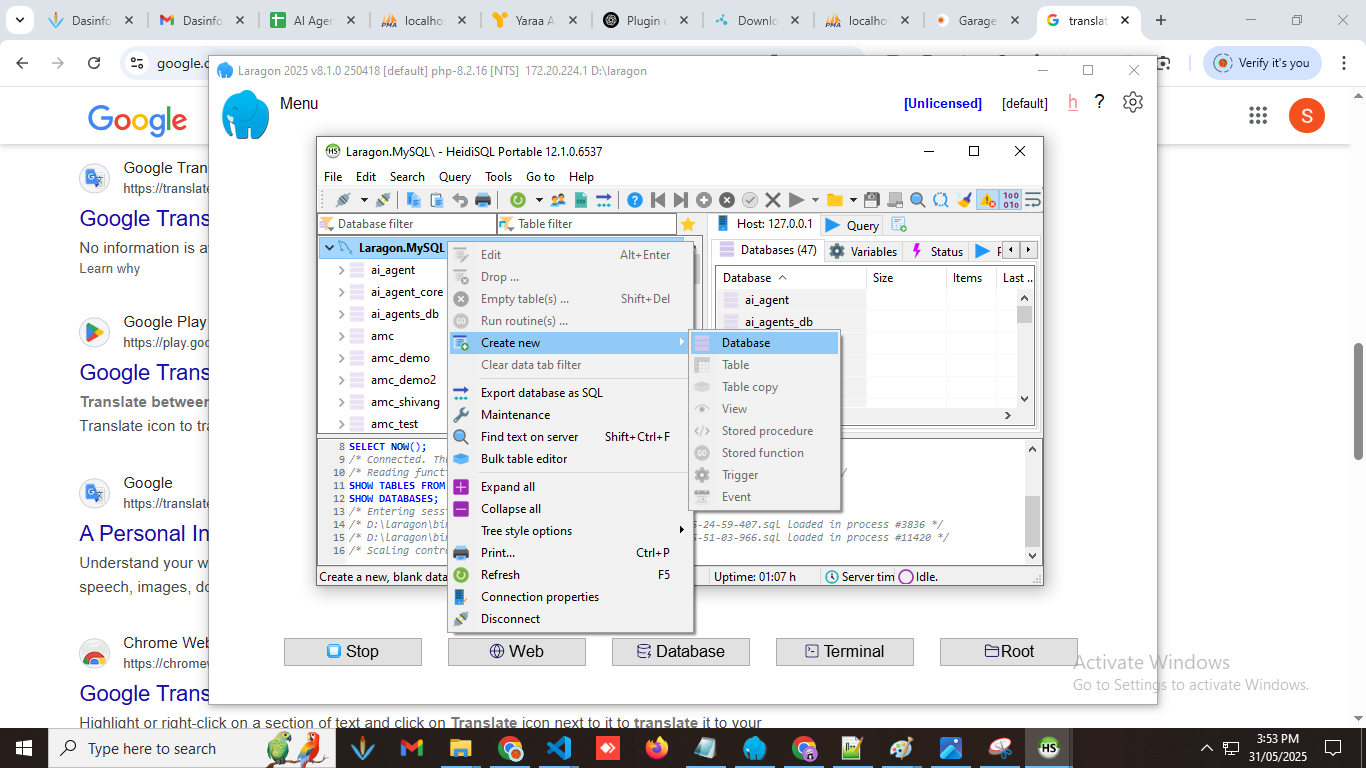 Dasinfo
Dasinfo
AI Agen
localho
Yaraa A
Plugin c
Downl
localho
Garage
translat
google.c
Verify it's you
Laragon 2025 v8.1.0 250418 [default] php-8.2.16 [NTS] 172.20.224.1 D:\laragon
Menu
[Unlicensed]
[default]
h
?
Google
S
Laragon.MySQL\ - HeidiSQL Portable 12.1.0.6537
File Edit Search Query Tools Go to Help
Database filter
Table filter
Host: 127.0.0.1
Query
Databases (47)
Variables
Status
Laragon.MySQL
ai_agent
ai_agent_core
ai_agents_db
amc
amc_demo
amc_demo2
amc_shivang
amc_test
Database
Size
Items
Last ..
ai_agent
ai_agents_db
Edit Alt+Enter
Drop ...
Empty table(s) ... Shift+Del
Run routine(s) ...
Create new
Clear data tab filter
Export database as SQL
Maintenance
Find text on server Shift+Ctrl+F
Bulk table editor
Expand all
Collapse all
Tree style options
Print... Ctrl+P
Refresh F5
Connection properties
Disconnect
Database
Table
Table copy
View
Stored procedure
Stored function
Trigger
Event
8 SELECT NOW();
9 /* Connected. Thr
10 /* Reading funct
11 SHOW TABLES FROM
12 SHOW DATABASES;
13 /* Entering sess
14 /* D:\laragon\bin 5-24-59-407.sql loaded in process #3836 */
15 /* D:\laragon\bin 5-51-03-966.sql loaded in process #11420 */
16 /* Scaling contr
Create a new, blank data
Uptime: 01:07 h
Server tim
Idle.
Stop
Web
Database
Terminal
Root
Google Tran
https://translate
Google Trans
No information is av
Learn why
Google Play
https://play.goo
Google Trans
Translate between
Translate icon to tra
Google
https://translate
A Personal In
Understand your w
speech, images, do
Chrome Web
https://chromew
Google Trans
Highlight or right-click on a section of text and click on Translate icon next to it to translate it to your
Activate Windows
Go to Settings to activate Windows.
Type here to search
3:53 PM
31/05/2025